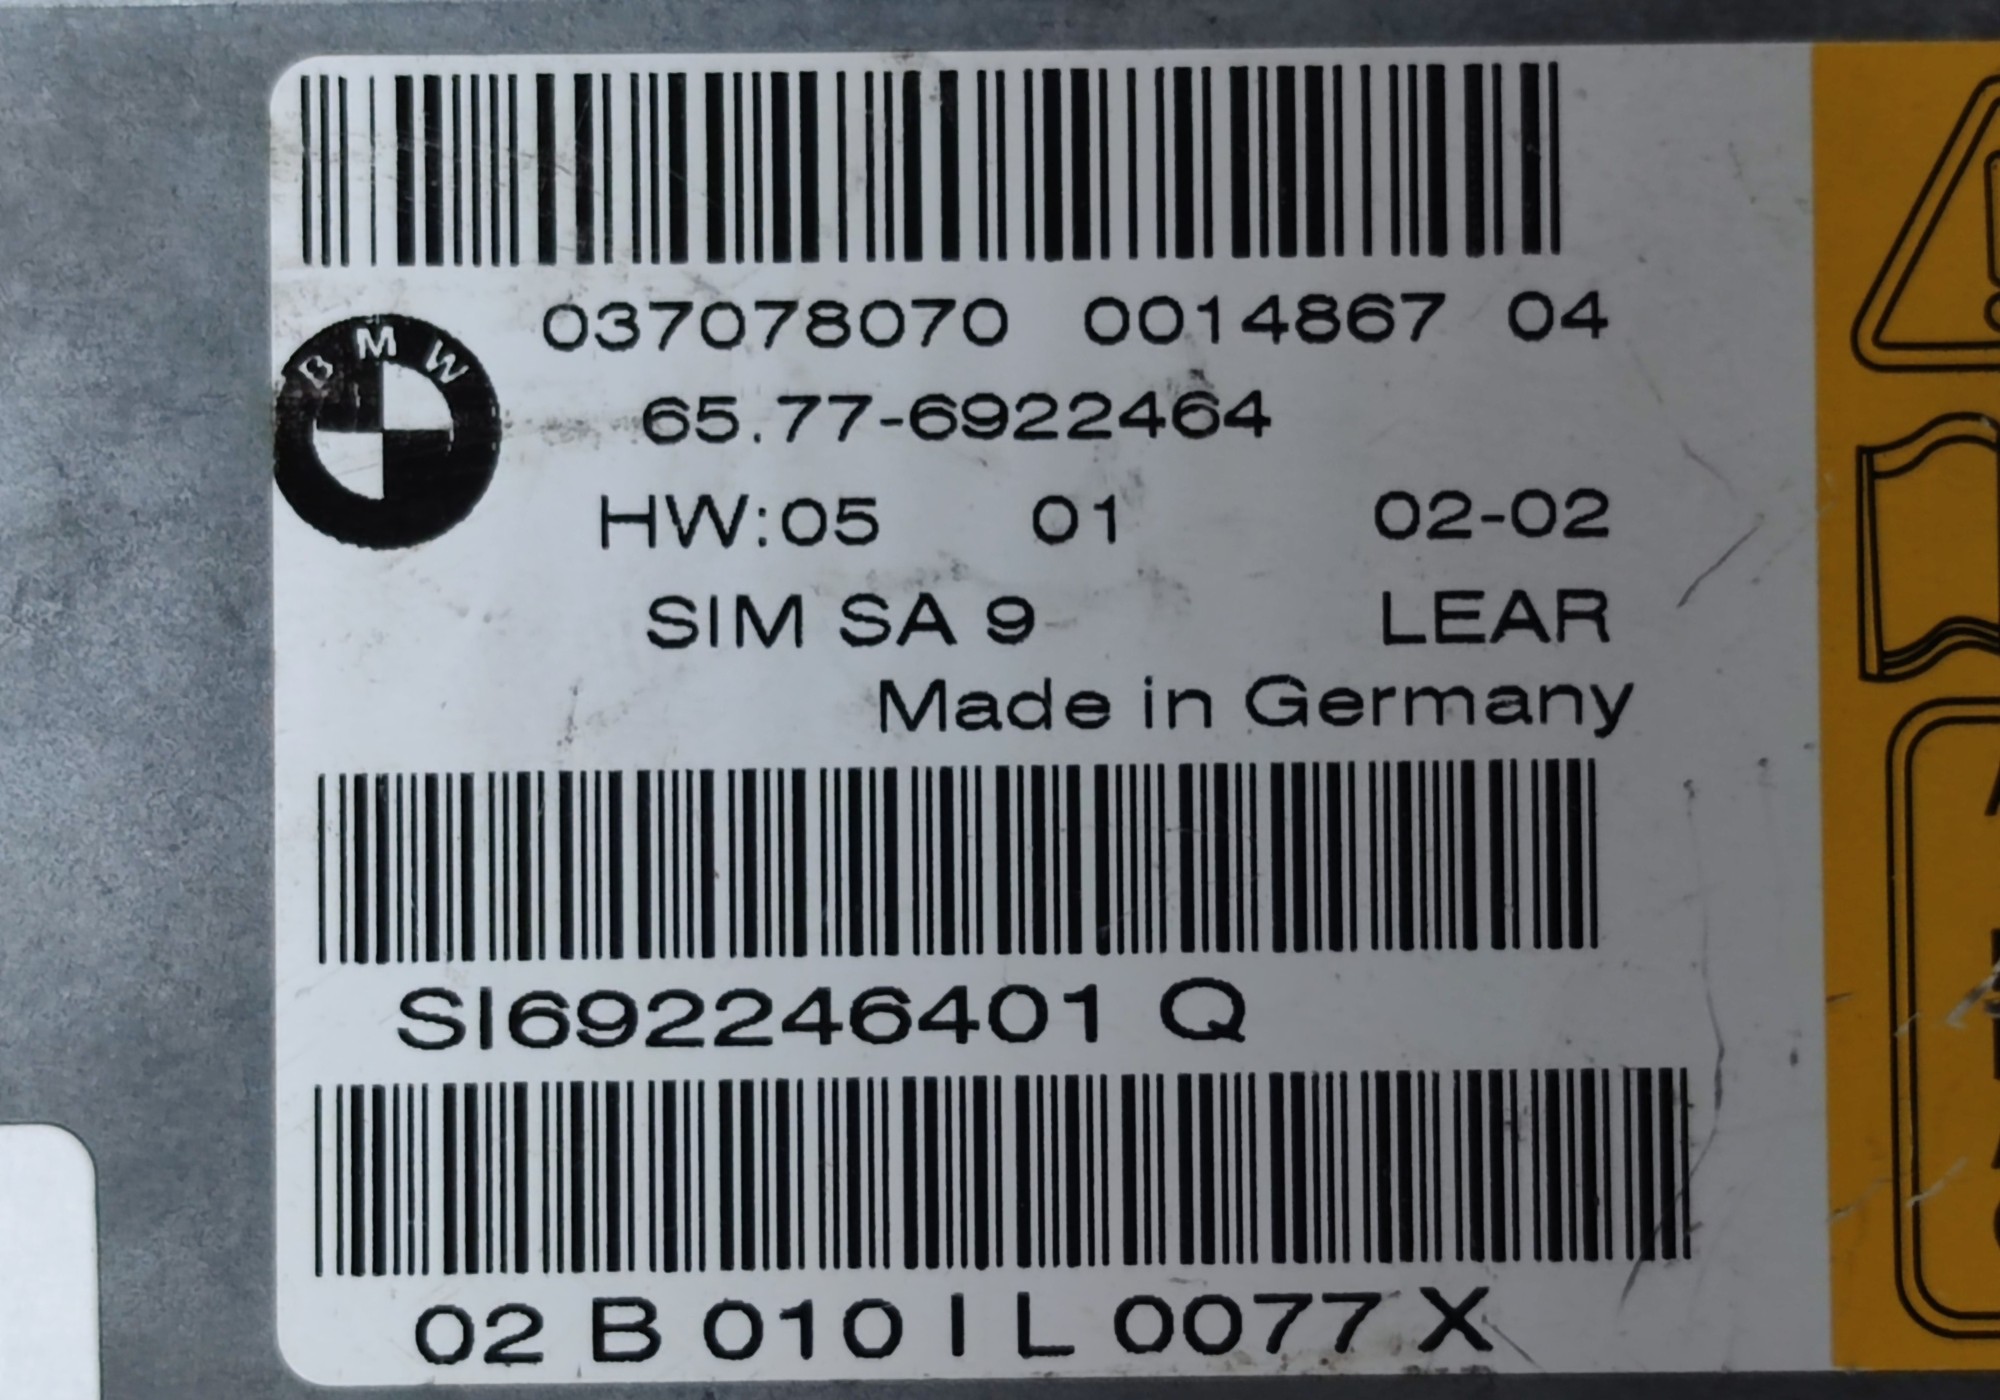 037078070 0014867 04
BMW
65.77-6922464
HW:05 01 02-02
SIM SA 9 LEAR
Made in Germany
SI692246401 Q
02 B 010 I L 0077 X